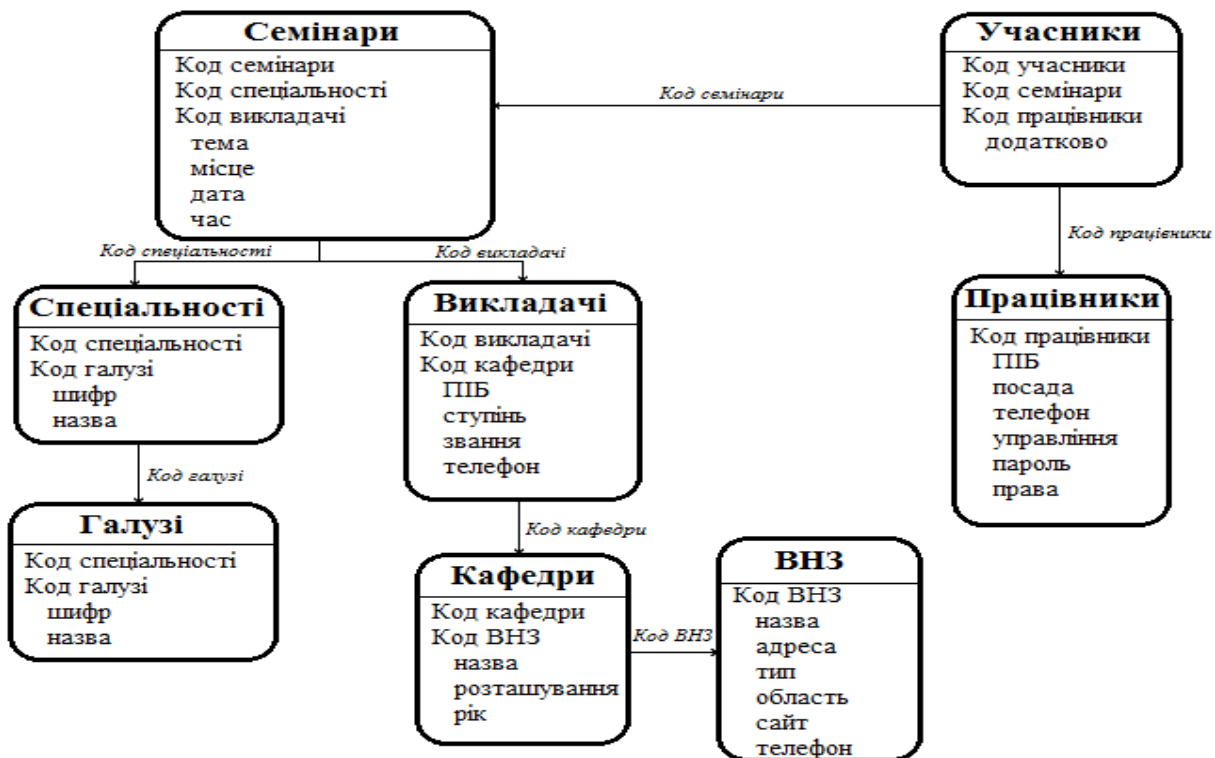 Семінари
Код семінари
Код спеціальності
Код викладачі
тема
місце
дата
час
Код семінари
Учасники
Код учасники
Код семінари
Код працівники
додатково
Код спеціальності
Код викладачі
Код працівники
Спеціальності
Код спеціальності
Код галузі
шифр
назва
Викладачі
Код викладачі
Код кафедри
ПІБ
ступінь
звання
телефон
Працівники
Код працівники
ПІБ
посада
телефон
управління
пароль
права
Код галузі
Код кафедри
Галузі
Код спеціальності
Код галузі
шифр
назва
Кафедри
Код кафедри
Код ВНЗ
назва
розташування
рік
Код ВНЗ
ВНЗ
Код ВНЗ
назва
адреса
тип
область
сайт
телефон